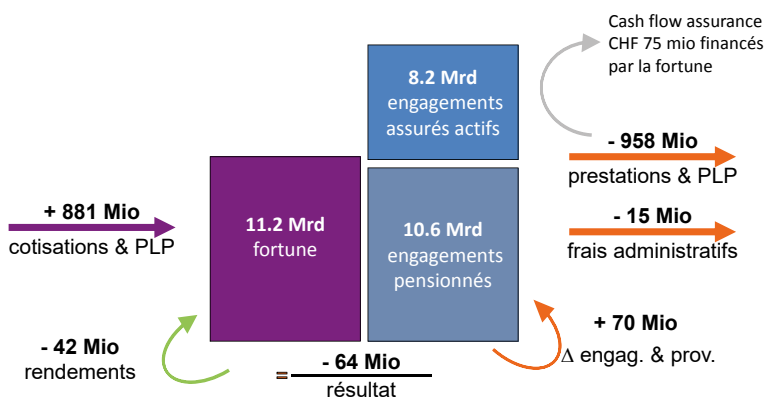 Cash flow assurance
CHF 75 mio financés
par la fortune
8.2 Mrd
engagements
assurés actifs
- 958 Mio
prestations & PLP
+ 881 Mio
cotisations & PLP
11.2 Mrd
fortune
10.6 Mrd
engagements
pensionnés
- 15 Mio
frais administratifs
- 42 Mio
rendements
= - 64 Mio
résultat
+ 70 Mio
Δ engag. & prov.